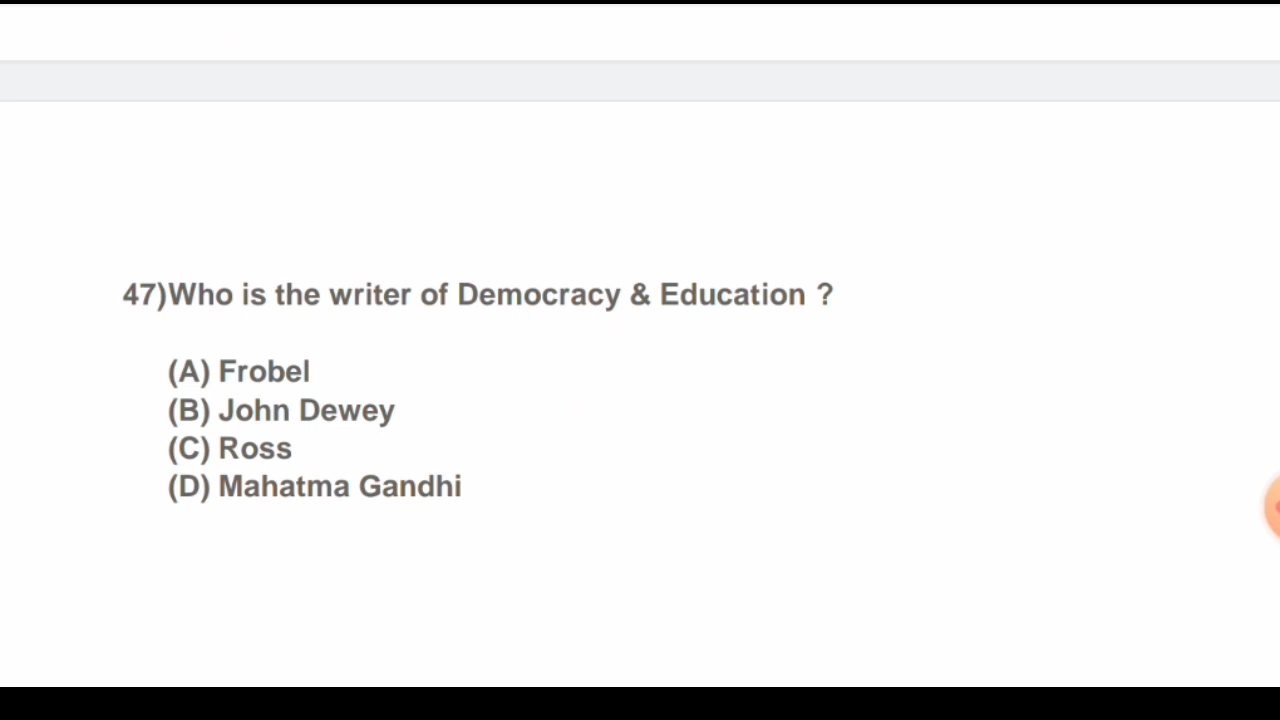 47)Who is the writer of Democracy & Education ?
(A) Frobel
(B) John Dewey
(C) Ross
(D) Mahatma Gandhi